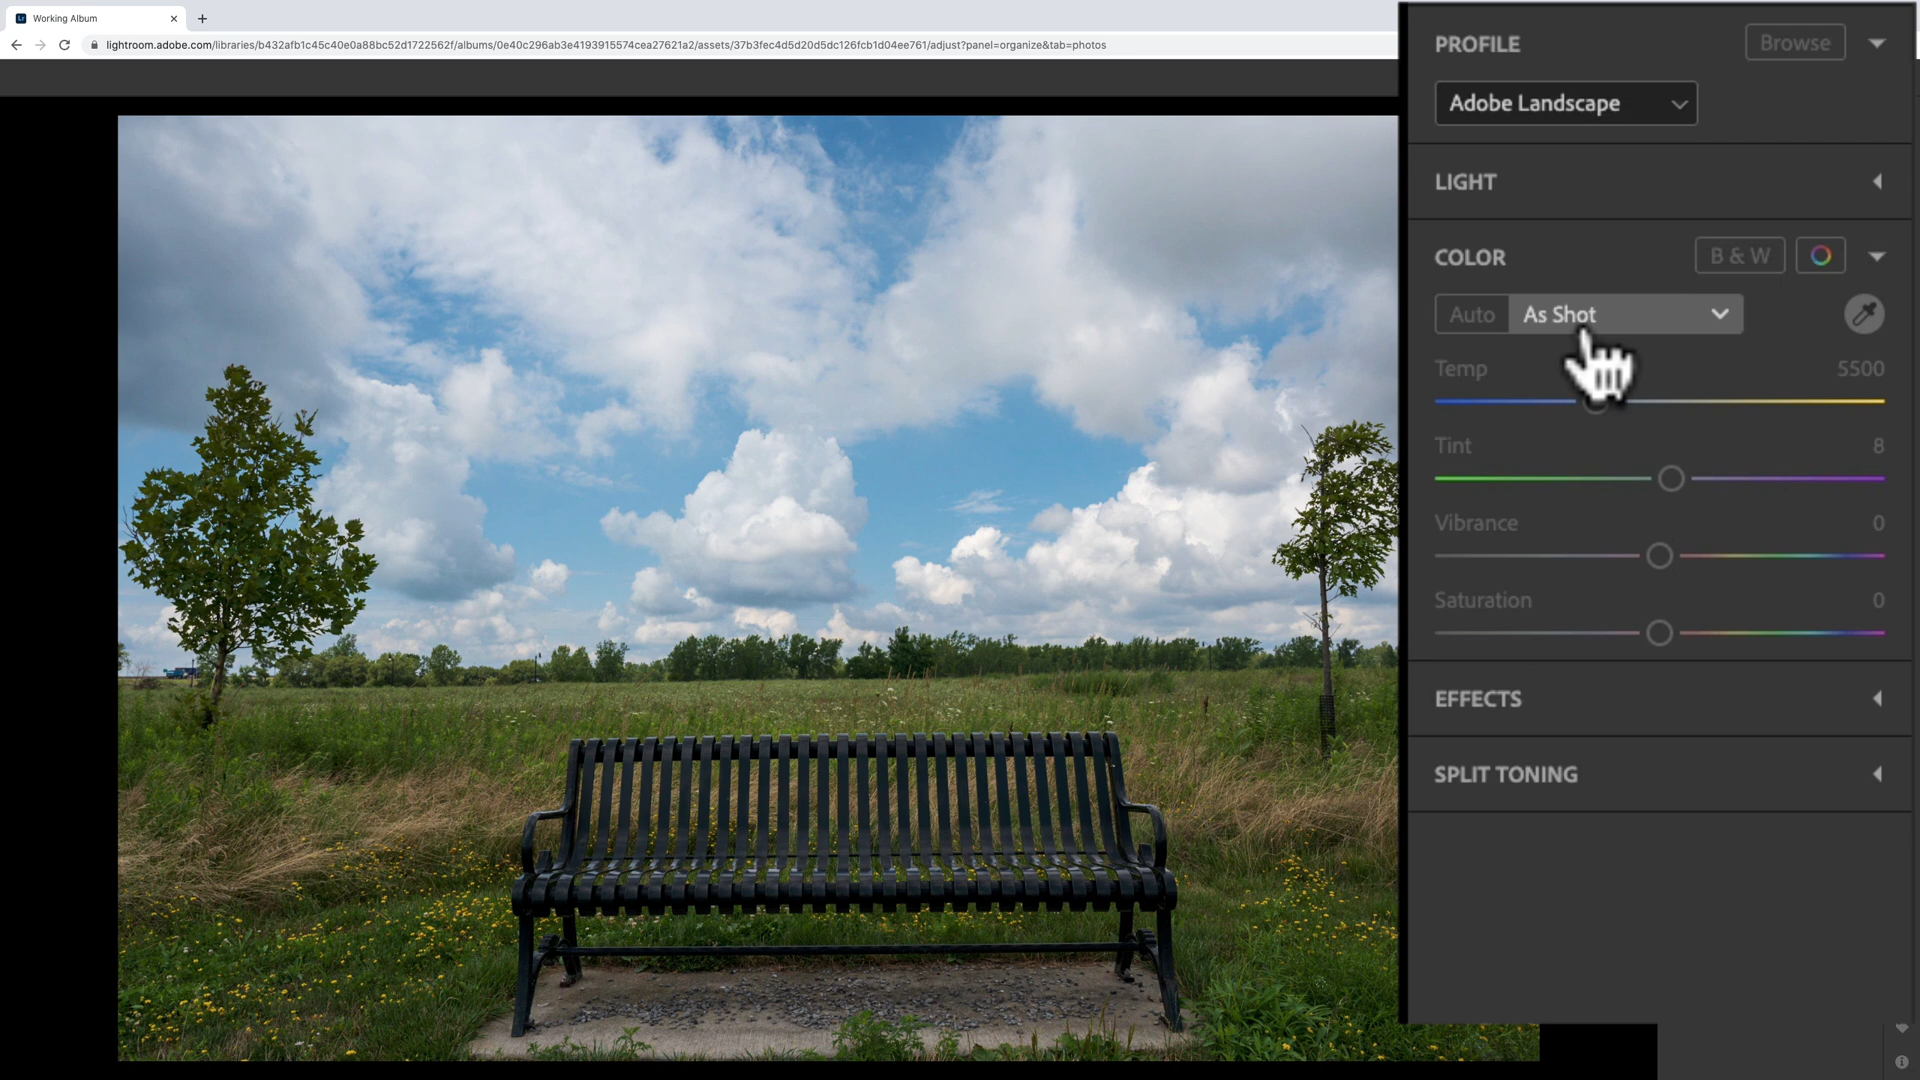 Lr Working Album
lightroom.adobe.com/libraries/b432afb1c45c40e0a88bc52d1722562f/albums/0e40c296ab3e4193915574cea27621a2/assets/37b3fec4d5d20d5dc126fcb1d04ee761/adjust?panel=organize&tab=photos
PROFILE Browse
Adobe Landscape
LIGHT
COLOR B & W
Auto As Shot
Temp 5500
Tint 8
Vibrance 0
Saturation 0
EFFECTS
SPLIT TONING